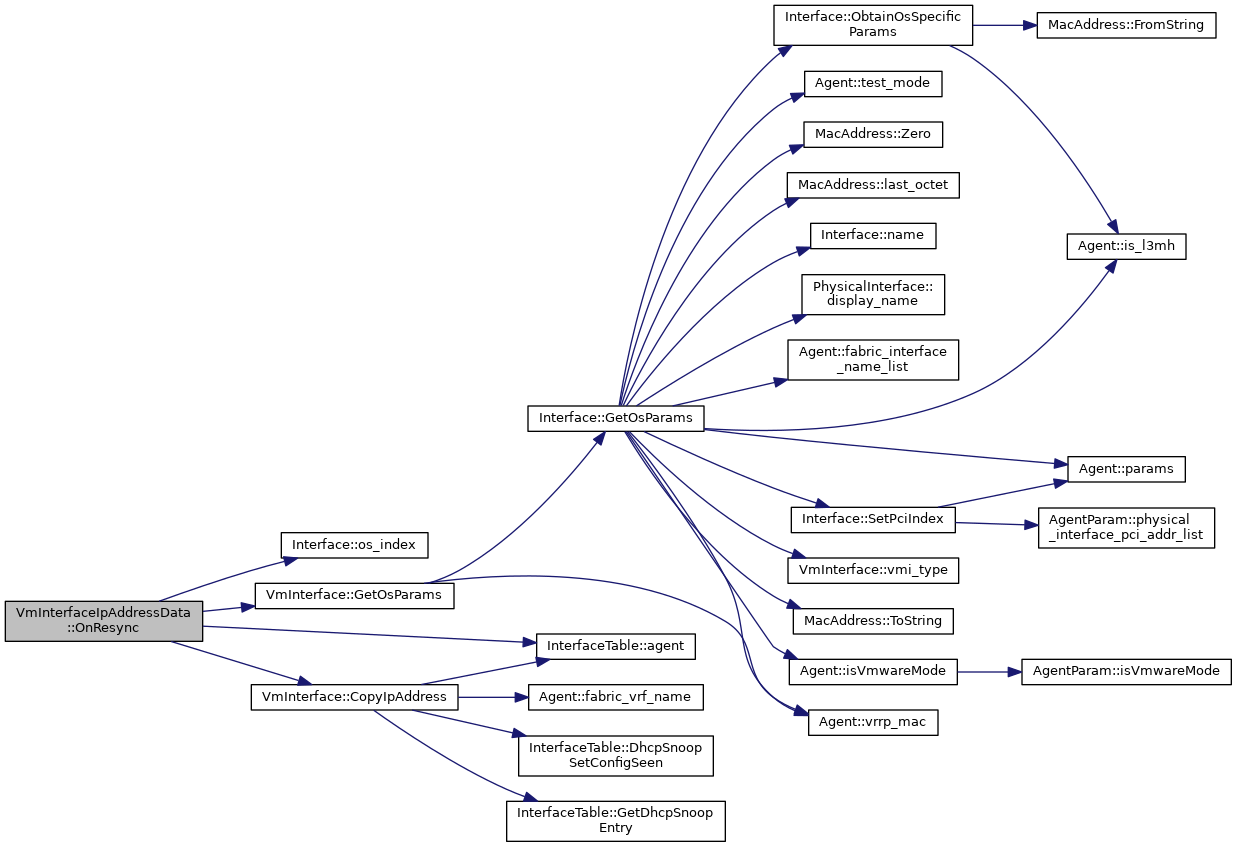 VmInterfaceIpAddressData
::OnResync
Interface::os_index
VmInterface::GetOsParams
InterfaceTable::agent
VmInterface::CopyIpAddress
Agent::fabric_vrf_name
InterfaceTable::DhcpSnoop
SetConfigSeen
InterfaceTable::GetDhcpSnoop
Entry
Interface::GetOsParams
Interface::ObtainOsSpecific
Params
Agent::test_mode
MacAddress::Zero
MacAddress::last_octet
Interface::name
PhysicalInterface::
display_name
Agent::fabric_interface
_name_list
Interface::SetPciIndex
VmInterface::vmi_type
MacAddress::ToString
Agent::isVmwareMode
Agent::vrrp_mac
MacAddress::FromString
Agent::is_l3mh
Agent::params
AgentParam::physical
_interface_pci_addr_list
AgentParam::isVmwareMode